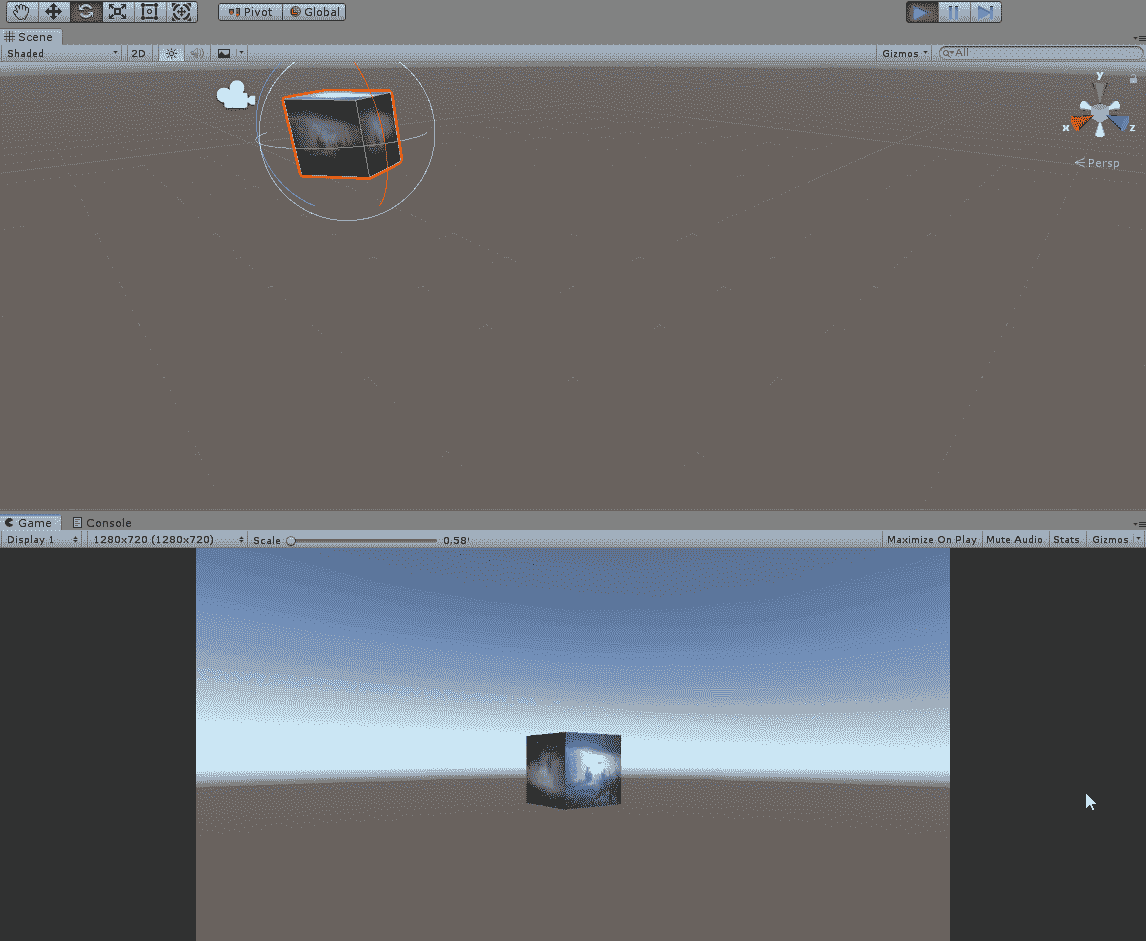 Pivot Global
Scene
Shaded 2D Gizmos All
y
x z
Persp
Game Console
Display 1 1280x720 (1280x720) Scale 0.58 Maximize On Play Mute Audio Stats Gizmos